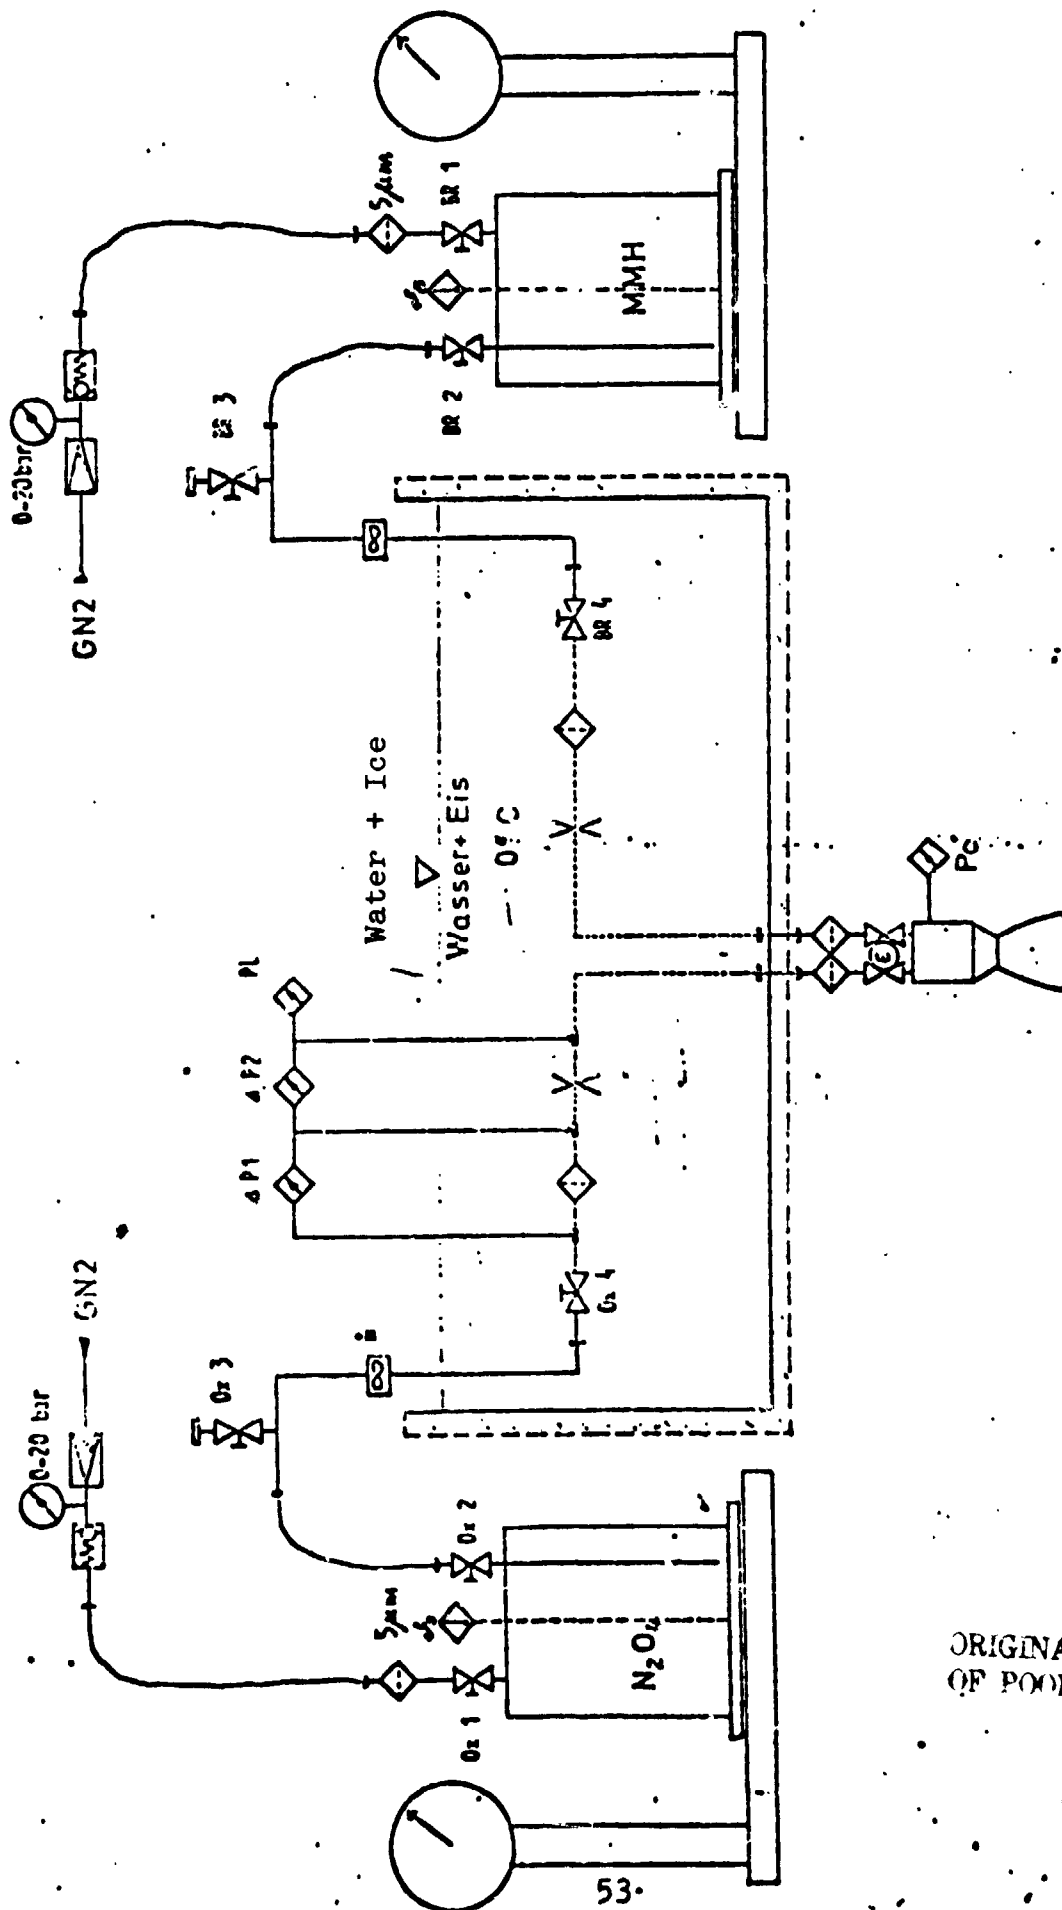 0-20 bar
GN2
Ox 3
ΔP1
ΔP2
PL
Water + Ice
Wasser+Eis
0°C
GN2
0-20bar
BR 3
5µm
5µm
Ox 1
Ox 2
ṁ
Ox 4
BR 4
BR 2
BR 1
N₂O₄
MMH
Pc
53.
ORIGINA
OF POO